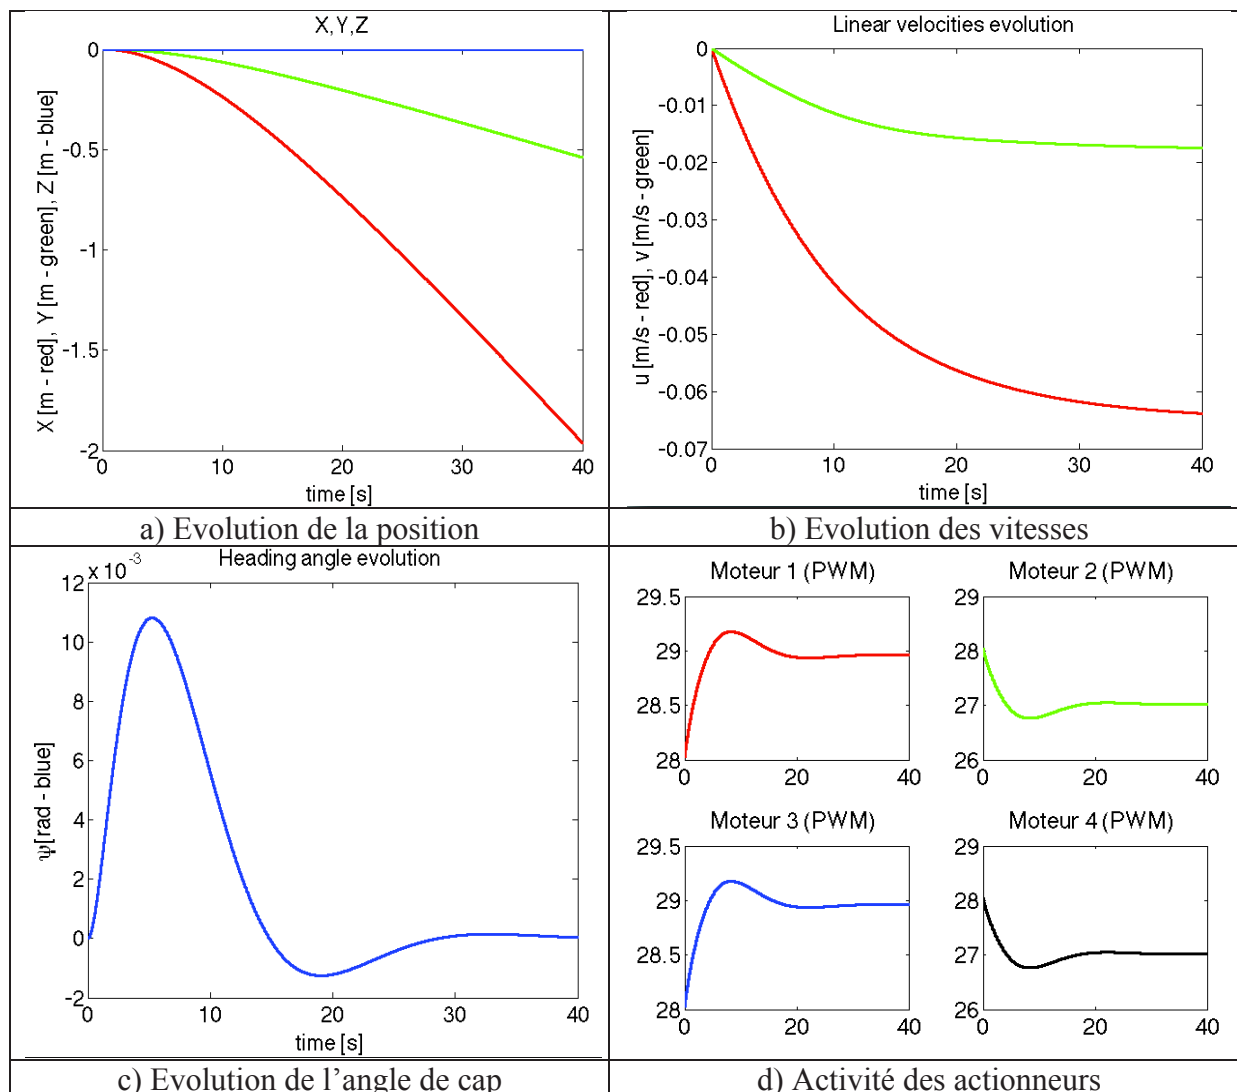 X,Y,Z
X [m - red], Y [m - green], Z [m - blue]
0
-0.5
-1
-1.5
-2
0 10 20 30 40
time [s]
a) Evolution de la position
Linear velocities evolution
u [m/s - red], v [m/s - green]
0
-0.01
-0.02
-0.03
-0.04
-0.05
-0.06
-0.07
0 10 20 30 40
time [s]
b) Evolution des vitesses
Heading angle evolution
x 10^-3
ψ [rad - blue]
12
10
8
6
4
2
0
-2
0 10 20 30 40
time [s]
c) Evolution de l’angle de cap
Moteur 1 (PWM)
29.5
29
28.5
28
0 20 40
Moteur 2 (PWM)
29
28
27
26
0 20 40
Moteur 3 (PWM)
29.5
29
28.5
28
0 20 40
Moteur 4 (PWM)
29
28
27
26
0 20 40
d) Activité des actionneurs